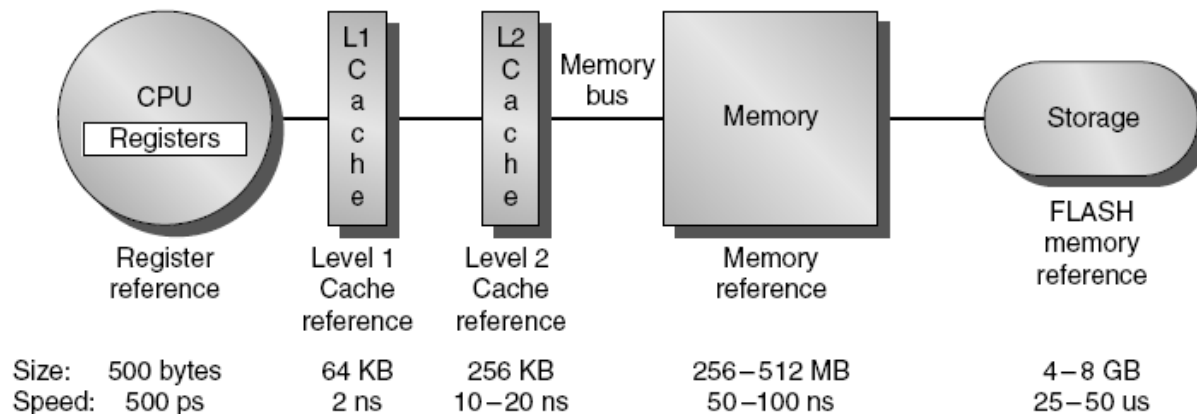 CPU
Registers
L1
C
a
c
h
e
L2
C
a
c
h
e
Memory
bus
Memory
Storage
Register
reference
Level 1
Cache
reference
Level 2
Cache
reference
Memory
reference
FLASH
memory
reference
Size: 500 bytes 64 KB 256 KB 256–512 MB 4–8 GB
Speed: 500 ps 2 ns 10–20 ns 50–100 ns 25–50 us